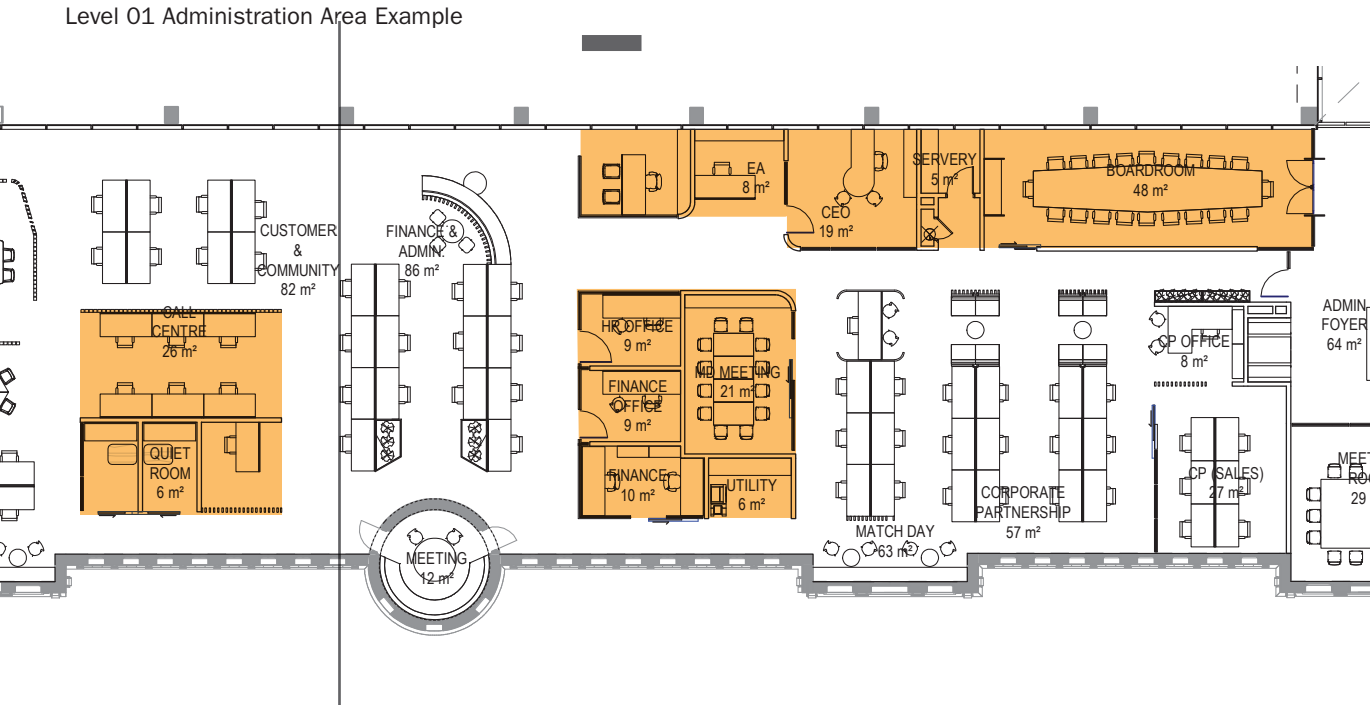 Level 01 Administration Area Example
CUSTOMER
&
COMMUNITY
82 m²
CALL
CENTRE
26 m²
QUIET
ROOM
6 m²
FINANCE &
ADMIN.
86 m²
MEETING
12 m²
EA
8 m²
CEO
19 m²
SERVERY
5 m²
BOARDROOM
48 m²
HR OFFICE
9 m²
FINANCE
OFFICE
9 m²
FINANCE
10 m²
MD MEETING
21 m²
UTILITY
6 m²
MATCH DAY
63 m²
CORPORATE
PARTNERSHIP
57 m²
CP OFFICE
8 m²
CP (SALES)
27 m²
ADMIN
FOYER
64 m²
MEET
RO
29